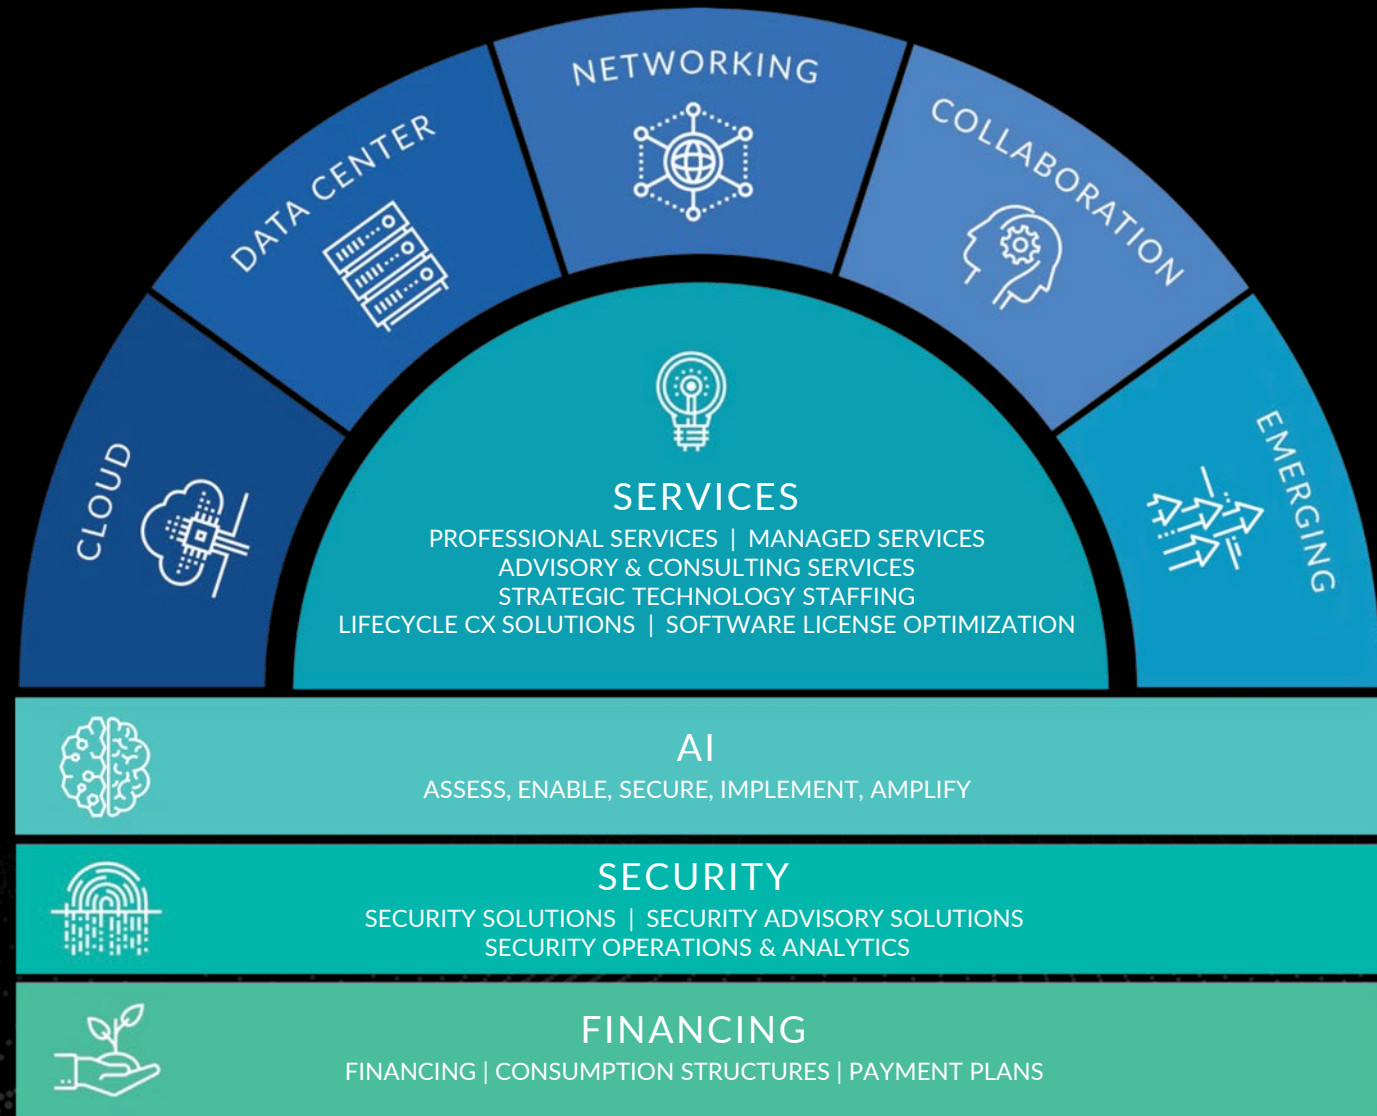 CLOUD
DATA CENTER
NETWORKING
COLLABORATION
EMERGING
SERVICES
PROFESSIONAL SERVICES | MANAGED SERVICES
ADVISORY & CONSULTING SERVICES
STRATEGIC TECHNOLOGY STAFFING
LIFECYCLE CX SOLUTIONS | SOFTWARE LICENSE OPTIMIZATION
AI
ASSESS, ENABLE, SECURE, IMPLEMENT, AMPLIFY
SECURITY
SECURITY SOLUTIONS | SECURITY ADVISORY SOLUTIONS
SECURITY OPERATIONS & ANALYTICS
FINANCING
FINANCING | CONSUMPTION STRUCTURES | PAYMENT PLANS